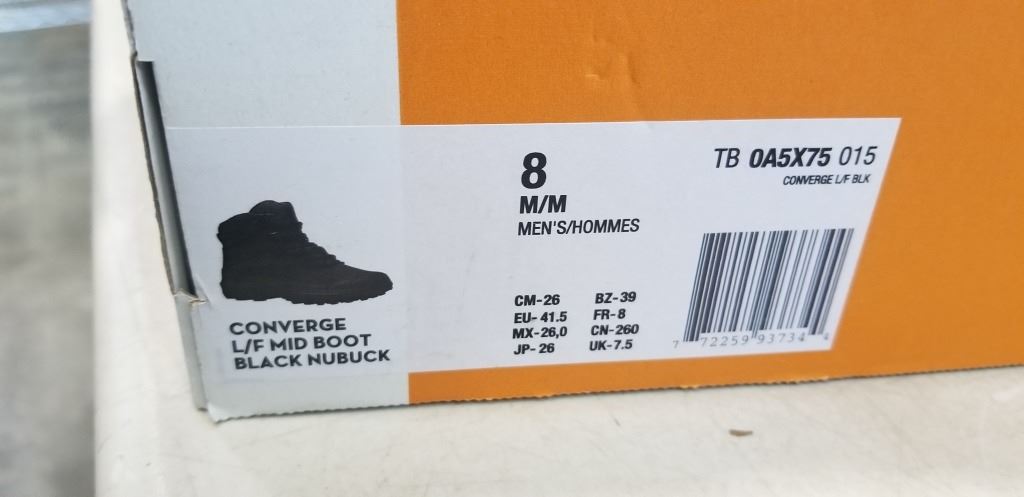 8
M/M
MEN'S/HOMMES
TB 0A5X75 015
CONVERGE L/F BLK
CONVERGE
L/F MID BOOT
BLACK NUBUCK
CM-26 BZ-39
EU-41.5 FR-8
MX-26,0 CN-260
JP-26 UK-7.5
7 72259 93734 4